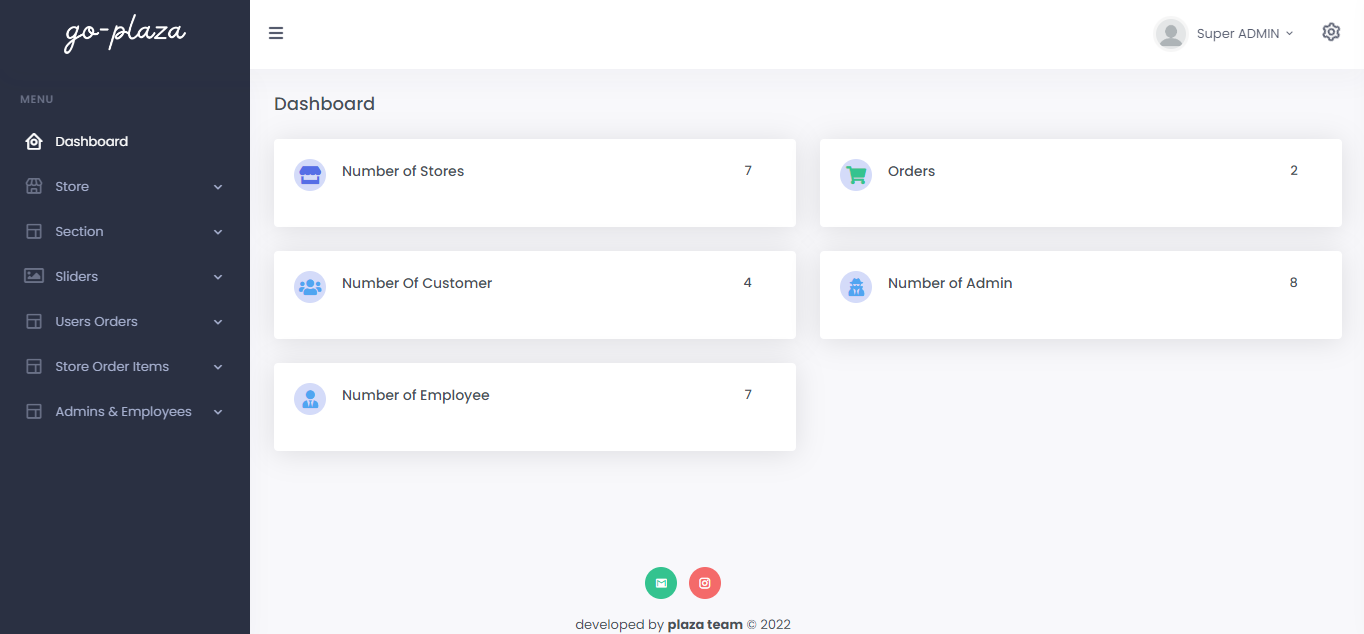 go-plaza
Super ADMIN
MENU
Dashboard
Store
Section
Sliders
Users Orders
Store Order Items
Admins & Employees
Dashboard
Number of Stores 7
Orders 2
Number Of Customer 4
Number of Admin 8
Number of Employee 7
developed by plaza team © 2022